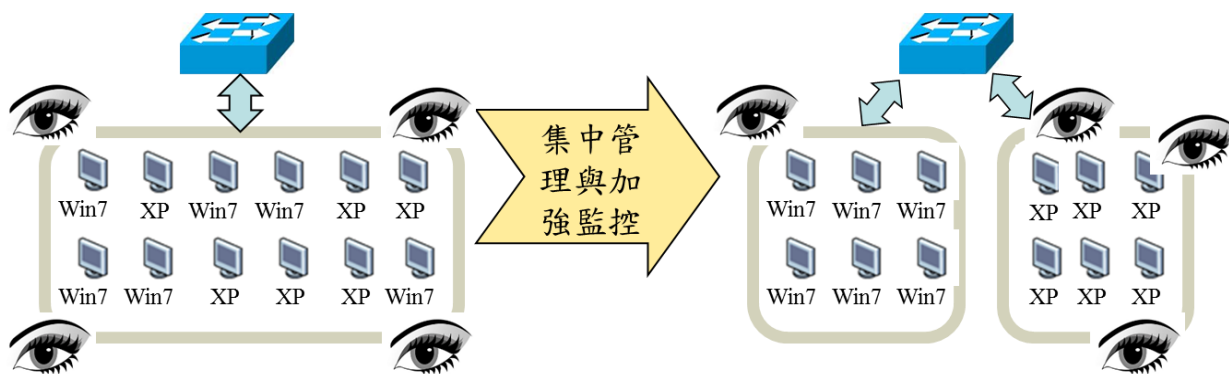 集中管
理與加
強監控
Win7 XP Win7 Win7 XP XP
Win7 Win7 XP XP XP Win7
Win7 Win7 Win7
Win7 Win7 Win7
XP XP XP
XP XP XP